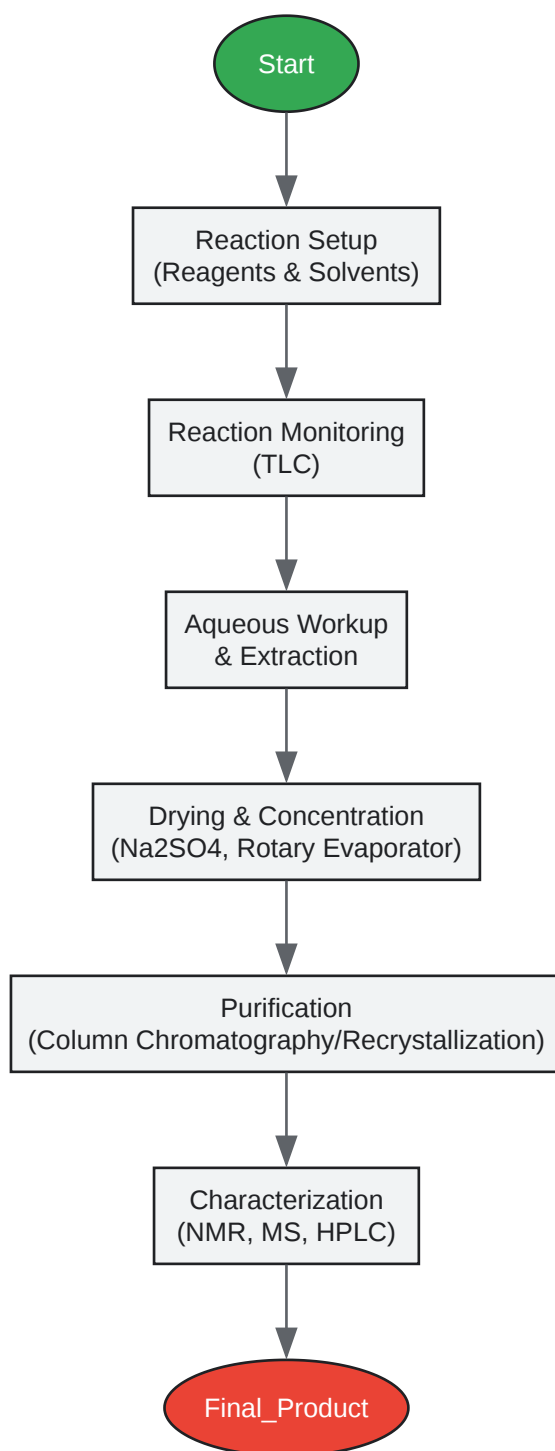 Start
Reaction Setup
(Reagents & Solvents)
Reaction Monitoring
(TLC)
Aqueous Workup
& Extraction
Drying & Concentration
(Na2SO4, Rotary Evaporator)
Purification
(Column Chromatography/Recrystallization)
Characterization
(NMR, MS, HPLC)
Final_Product